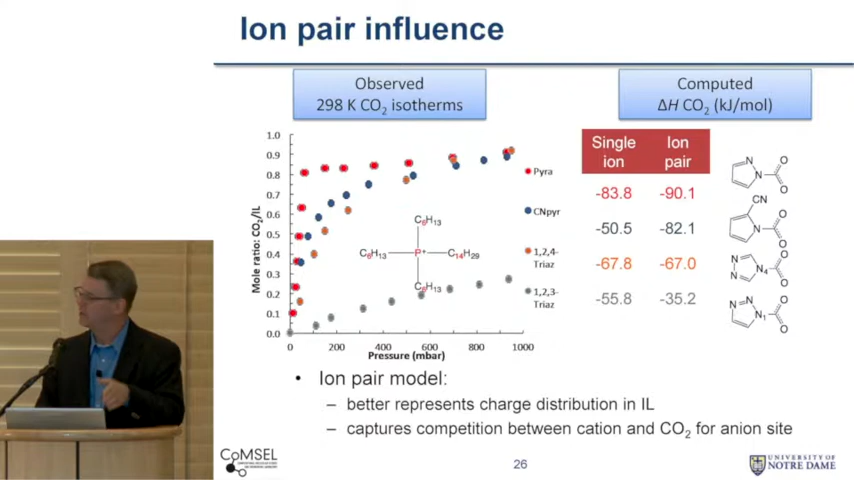 Ion pair influence
Observed
298 K CO2 isotherms
Computed
ΔH CO2 (kJ/mol)
Mole ratio: CO2/IL
1.0
0.9
0.8
0.7
0.6
0.5
0.4
0.3
0.2
0.1
0.0
0
200
400
600
800
1000
Pressure (mbar)
C6H13
C6H13
P+
C14H29
C6H13
Pyra
CNpyr
1,2,4-
Triaz
1,2,3-
Triaz
Single
ion
Ion
pair
-83.8
-90.1
-50.5
-82.1
-67.8
-67.0
-55.8
-35.2
N
N
O
O
CN
N
O
O
N
N
N4
O
O
N
N
N1
O
O
• Ion pair model:
– better represents charge distribution in IL
– captures competition between cation and CO2 for anion site
CoMSEL
26
UNIVERSITY OF
NOTRE DAME